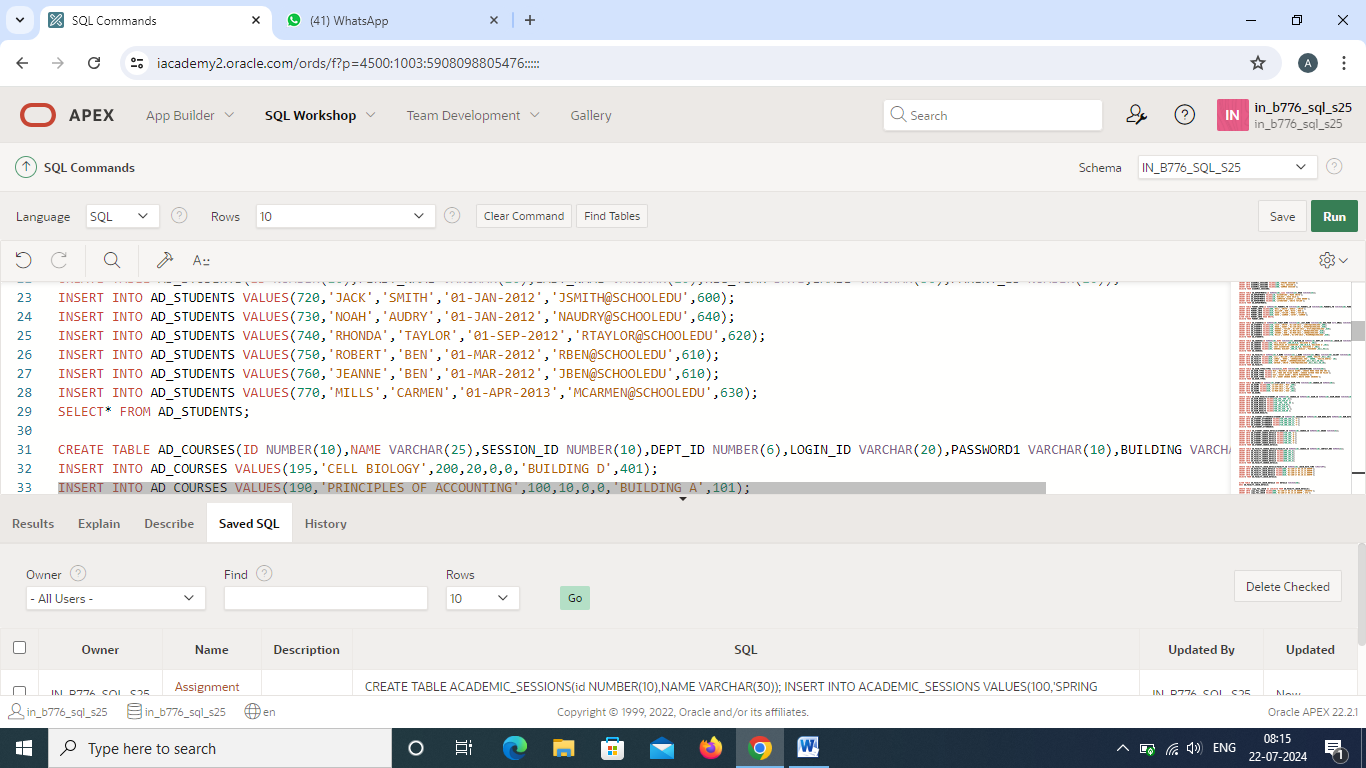 SQL Commands
(41) WhatsApp
iacademy2.oracle.com/ords/f?p=4500:1003:5908098805476:::::
A
APEX App Builder SQL Workshop Team Development Gallery Search IN in_b776_sql_s25
in_b776_sql_s25
SQL Commands Schema IN_B776_SQL_S25
Language SQL Rows 10 Clear Command Find Tables Save Run
23 INSERT INTO AD_STUDENTS VALUES(720,'JACK','SMITH','01-JAN-2012','JSMITH@SCHOOLEDU',600);
24 INSERT INTO AD_STUDENTS VALUES(730,'NOAH','AUDRY','01-JAN-2012','NAUDRY@SCHOOLEDU',640);
25 INSERT INTO AD_STUDENTS VALUES(740,'RHONDA','TAYLOR','01-SEP-2012','RTAYLOR@SCHOOLEDU',620);
26 INSERT INTO AD_STUDENTS VALUES(750,'ROBERT','BEN','01-MAR-2012','RBEN@SCHOOLEDU',610);
27 INSERT INTO AD_STUDENTS VALUES(760,'JEANNE','BEN','01-MAR-2012','JBEN@SCHOOLEDU',610);
28 INSERT INTO AD_STUDENTS VALUES(770,'MILLS','CARMEN','01-APR-2013','MCARMEN@SCHOOLEDU',630);
29 SELECT* FROM AD_STUDENTS;
30
31 CREATE TABLE AD_COURSES(ID NUMBER(10),NAME VARCHAR(25),SESSION_ID NUMBER(10),DEPT_ID NUMBER(6),LOGIN_ID VARCHAR(20),PASSWORD1 VARCHAR(10),BUILDING VARCHA
32 INSERT INTO AD_COURSES VALUES(195,'CELL BIOLOGY',200,20,0,0,'BUILDING D',401);
33 INSERT INTO AD_COURSES VALUES(190,'PRINCIPLES OF ACCOUNTING',100,10,0,0,'BUILDING A',101);
Results Explain Describe Saved SQL History
Owner Find Rows
- All Users - 10 Go Delete Checked
Owner Name Description SQL Updated By Updated
IN_B776_SQL_S25 Assignment CREATE TABLE ACADEMIC_SESSIONS(id NUMBER(10),NAME VARCHAR(30)); INSERT INTO ACADEMIC_SESSIONS VALUES(100,'SPRING IN_B776_SQL_S25 Now
in_b776_sql_s25 in_b776_sql_s25 en Copyright © 1999, 2022, Oracle and/or its affiliates. Oracle APEX 22.2.1
Type here to search ENG 08:15
22-07-2024 1